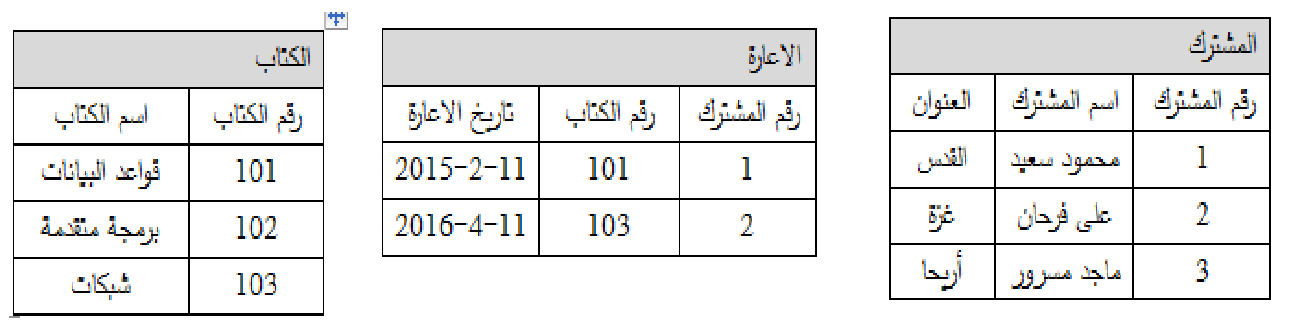 المشترك
رقم المشترك اسم المشترك العنوان
1 محمود سعيد القدس
2 على فرحان غزة
3 ماجد مسرور أريحا
الاعارة
رقم المشترك رقم الكتاب تاريخ الاعارة
1 101 2015-2-11
2 103 2016-4-11
الكتاب
رقم الكتاب اسم الكتاب
101 قواعد البيانات
102 برمجة متقدمة
103 شبكات